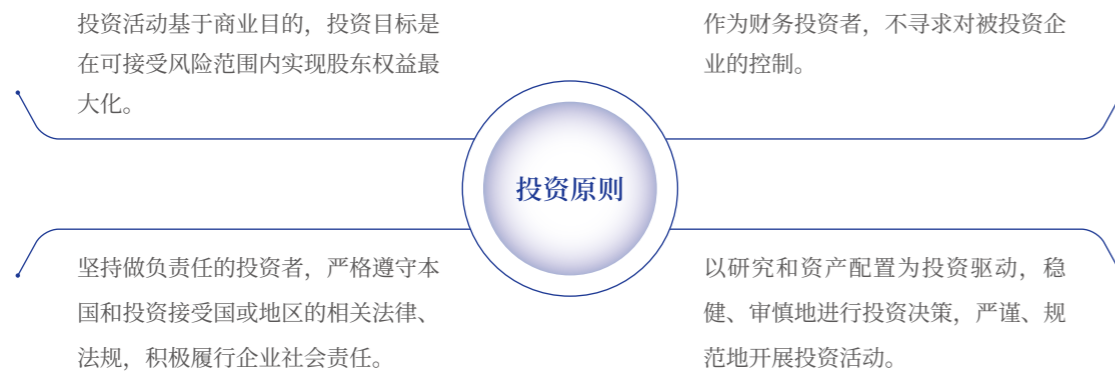 投资活动基于商业目的，投资目标是
在可接受风险范围内实现股东权益最
大化。
作为财务投资者，不寻求对被投资企
业的控制。
投资原则
坚持做负责任的投资者，严格遵守本
国和投资接受国或地区的相关法律、
法规，积极履行企业社会责任。
以研究和资产配置为投资驱动，稳
健、审慎地进行投资决策，严谨、规
范地开展投资活动。